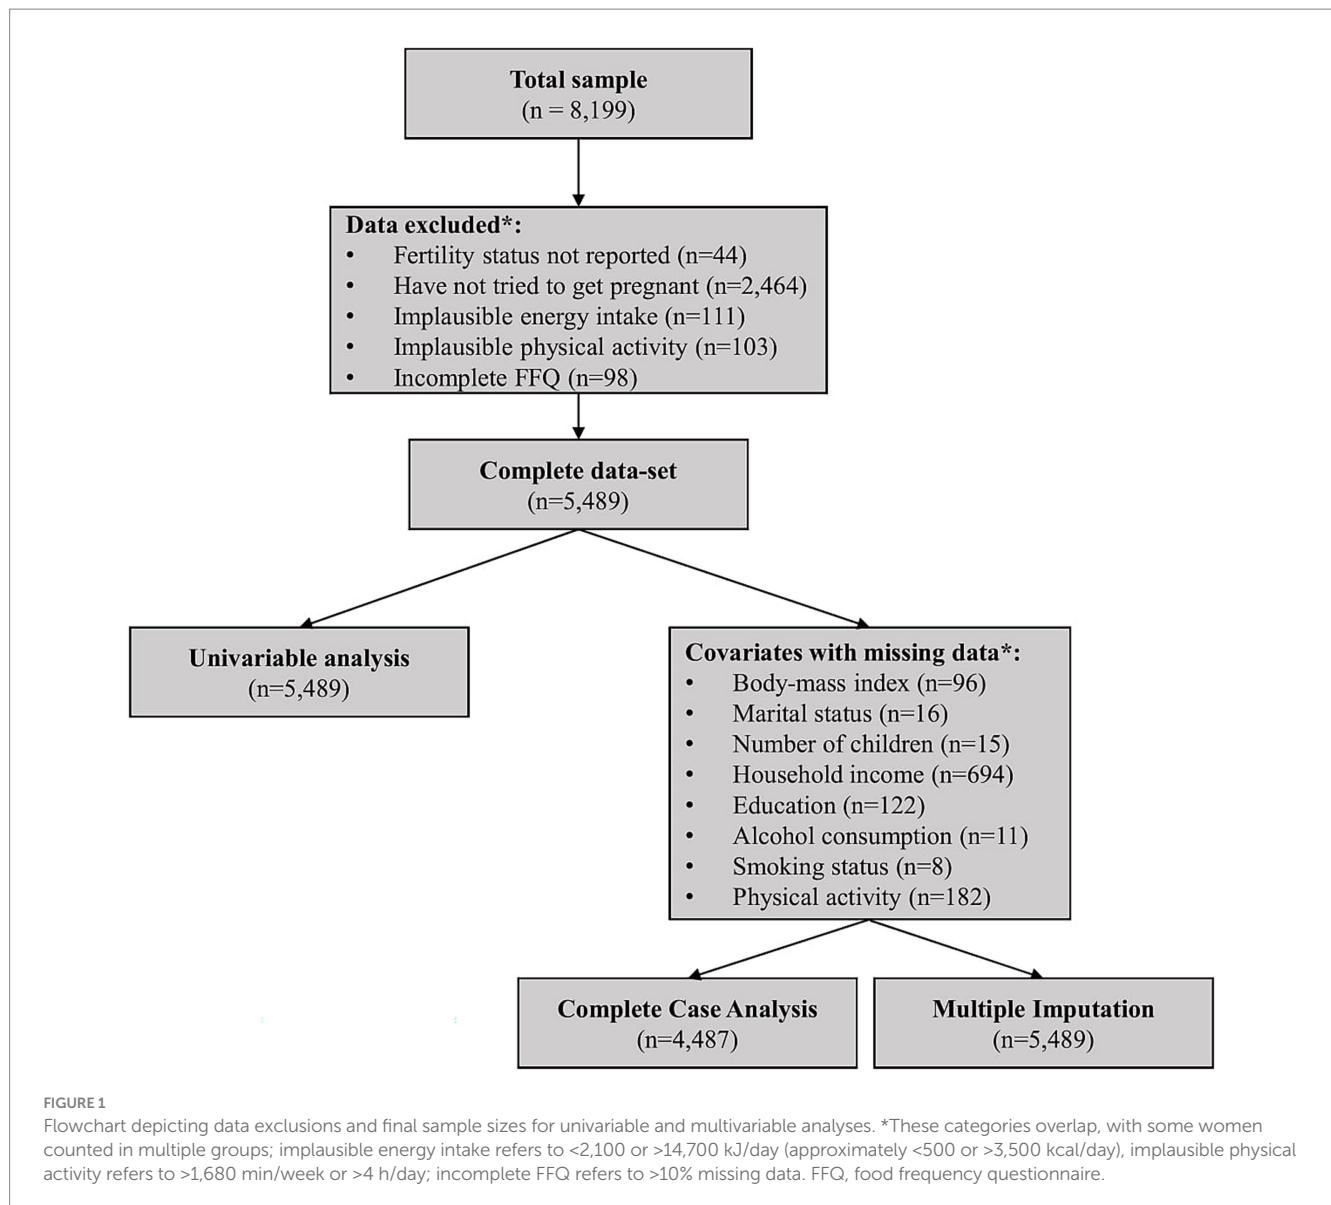 Total sample
(n = 8,199)
Data excluded*:
• Fertility status not reported (n=44)
• Have not tried to get pregnant (n=2,464)
• Implausible energy intake (n=111)
• Implausible physical activity (n=103)
• Incomplete FFQ (n=98)
Complete data-set
(n=5,489)
Univariable analysis
(n=5,489)
Covariates with missing data*:
• Body-mass index (n=96)
• Marital status (n=16)
• Number of children (n=15)
• Household income (n=694)
• Education (n=122)
• Alcohol consumption (n=11)
• Smoking status (n=8)
• Physical activity (n=182)
Complete Case Analysis
(n=4,487)
Multiple Imputation
(n=5,489)
FIGURE 1
Flowchart depicting data exclusions and final sample sizes for univariable and multivariable analyses. *These categories overlap, with some women
counted in multiple groups; implausible energy intake refers to <2,100 or >14,700 kJ/day (approximately <500 or >3,500 kcal/day), implausible physical
activity refers to >1,680 min/week or >4 h/day; incomplete FFQ refers to >10% missing data. FFQ, food frequency questionnaire.